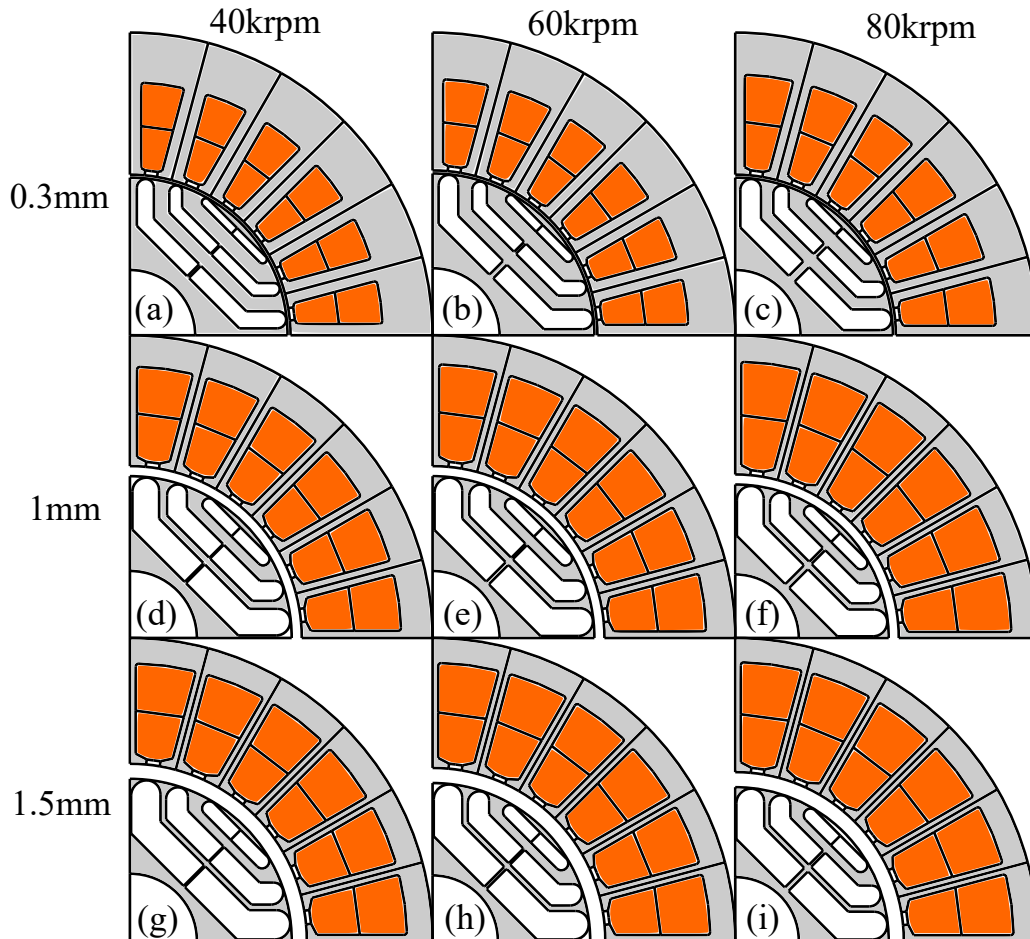 40krpm 60krpm 80krpm
0.3mm
(a) (b) (c)
1mm
(d) (e) (f)
1.5mm
(g) (h) (i)